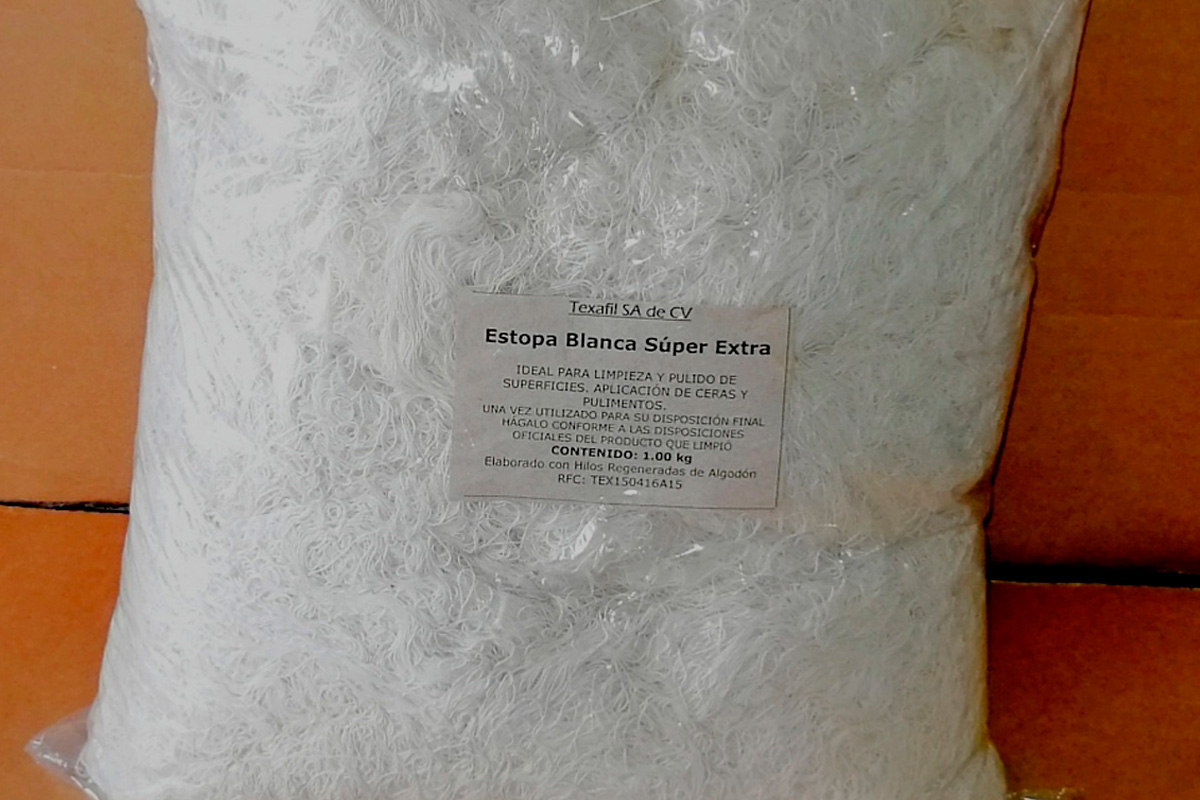 Texafil SA de CV
Estopa Blanca Súper Extra
IDEAL PARA LIMPIEZA Y PULIDO DE
SUPERFICIES. APLICACIÓN DE CERAS Y
PULIMENTOS.
UNA VEZ UTILIZADO PARA SU DISPOSICIÓN FINAL
HÁGALO CONFORME A LAS DISPOSICIONES
OFICIALES DEL PRODUCTO QUE LIMPIÓ
CONTENIDO: 1.00 kg
Elaborado con Hilos Regeneradas de Algodón
RFC: TEX150416A15